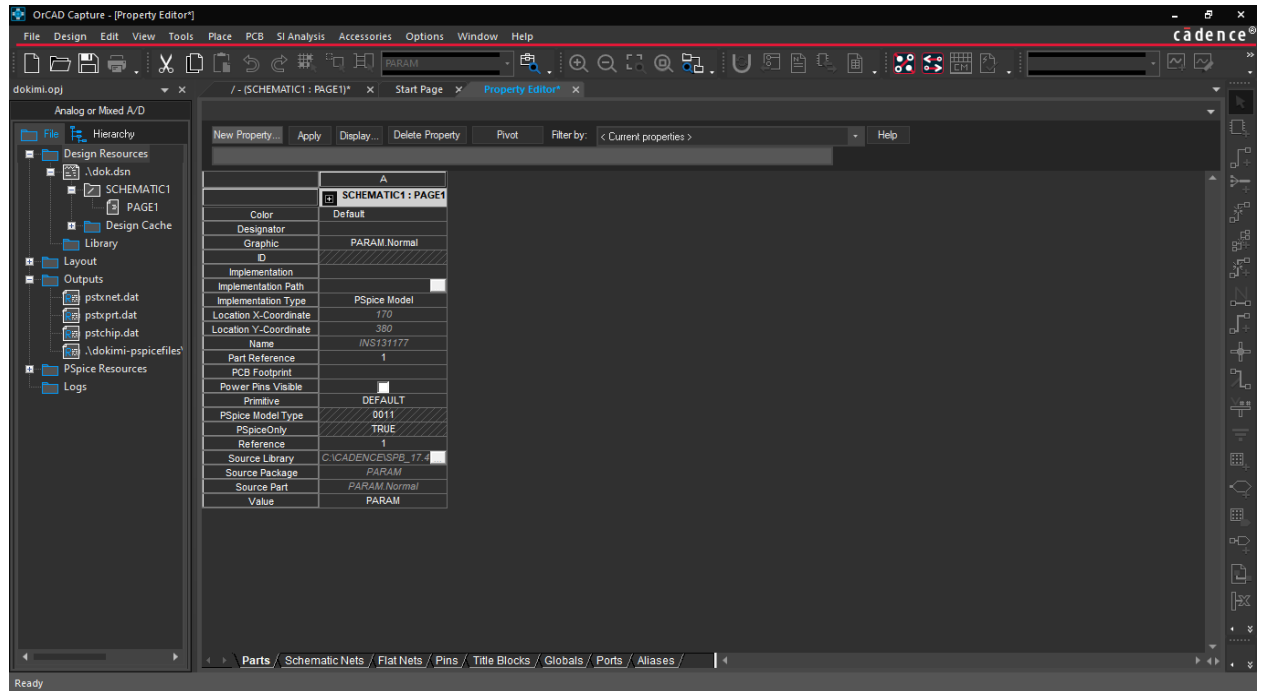 OrCAD Capture - [Property Editor*]
File Design Edit View Tools Place PCB SI Analysis Accessories Options Window Help
cādence®
PARAM
dokimi.opj
/ - (SCHEMATIC1 : PAGE1)* Start Page Property Editor*
Analog or Mixed A/D
File Hierarchy
Design Resources
.\dok.dsn
SCHEMATIC1
PAGE1
Design Cache
Library
Layout
Outputs
pstxnet.dat
pstxprt.dat
pstchip.dat
.\dokimi-pspicefiles\
PSpice Resources
Logs
New Property... Apply Display... Delete Property Pivot Filter by: < Current properties > Help
A
SCHEMATIC1 : PAGE1
Color Default
Designator
Graphic PARAM.Normal
ID
Implementation
Implementation Path
Implementation Type PSpice Model
Location X-Coordinate 170
Location Y-Coordinate 380
Name INS131177
Part Reference 1
PCB Footprint
Power Pins Visible
Primitive DEFAULT
PSpice Model Type 0011
PSpiceOnly TRUE
Reference 1
Source Library C:\CADENCE\SPB_17.4
Source Package PARAM
Source Part PARAM.Normal
Value PARAM
Parts Schematic Nets Flat Nets Pins Title Blocks Globals Ports Aliases
Ready